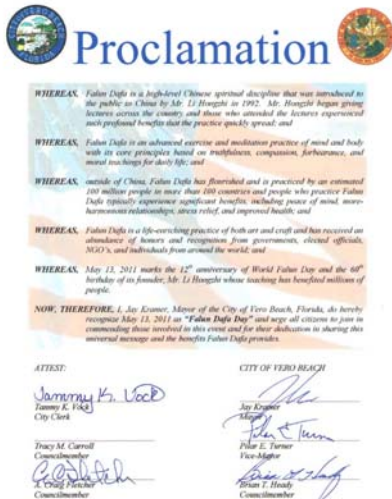 Proclamation
WHEREAS, Falun Dafa is a high-level Chinese spiritual discipline that was introduced to
the public in China by Mr. Li Hongzhi in 1992. Mr. Hongzhi began giving
lectures across the country and those who attended the lectures experienced
such profound benefits that the practice quickly spread; and
WHEREAS, Falun Dafa is an advanced exercise and meditation practice of mind and body
with its core principles based on truthfulness, compassion, forbearance, and
moral teachings for daily life; and
WHEREAS, outside of China, Falun Dafa has flourished and is practiced by an estimated
100 million people in more than 100 countries and people who practice Falun
Dafa typically experience significant benefits, including peace of mind, more-
harmonious relationships, stress relief, and improved health; and
WHEREAS, Falun Dafa is a life-enriching practice of both art and craft and has received an
abundance of honors and recognition from governments, elected officials,
NGO's, and individuals from around the world; and
WHEREAS, May 13, 2011 marks the 12th anniversary of World Falun Day and the 60th
birthday of its founder, Mr. Li Hongzhi whose teaching has benefited millions of
people.
NOW, THEREFORE, I, Jay Kramer, Mayor of the City of Vero Beach, Florida, do hereby
recognize May 13, 2011 as "Falun Dafa Day" and urge all citizens to join in
commending those involved in this event and for their dedication to sharing this
universal message and the benefits Falun Dafa provides.
ATTEST:
Tammy K. Vock
Tammy K. Vock
City Clerk
Tracy M. Carroll
Councilmember
A. Craig Fletcher
Councilmember
CITY OF VERO BEACH
Jay Kramer
Mayor
Pilar E. Turner
Vice-Mayor
Brian T. Heady
Councilmember